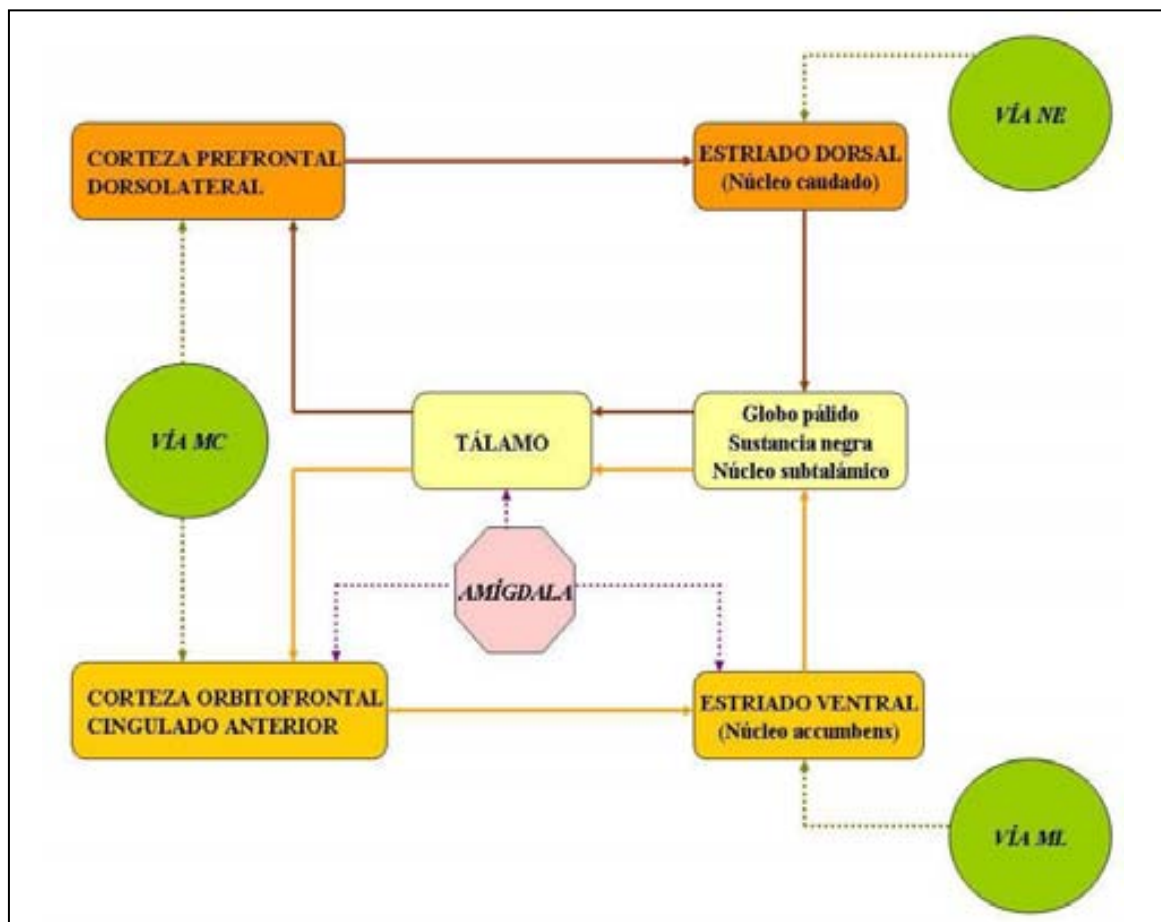 VÍA NE
CORTEZA PREFRONTAL
DORSOLATERAL
ESTRIADO DORSAL
(Núcleo caudado)
VÍA MC
TÁLAMO
Globo pálido
Sustancia negra
Núcleo subtalámico
AMÍGDALA
CORTEZA ORBITOFRONTAL
CINGULADO ANTERIOR
ESTRIADO VENTRAL
(Núcleo accumbens)
VÍA ML